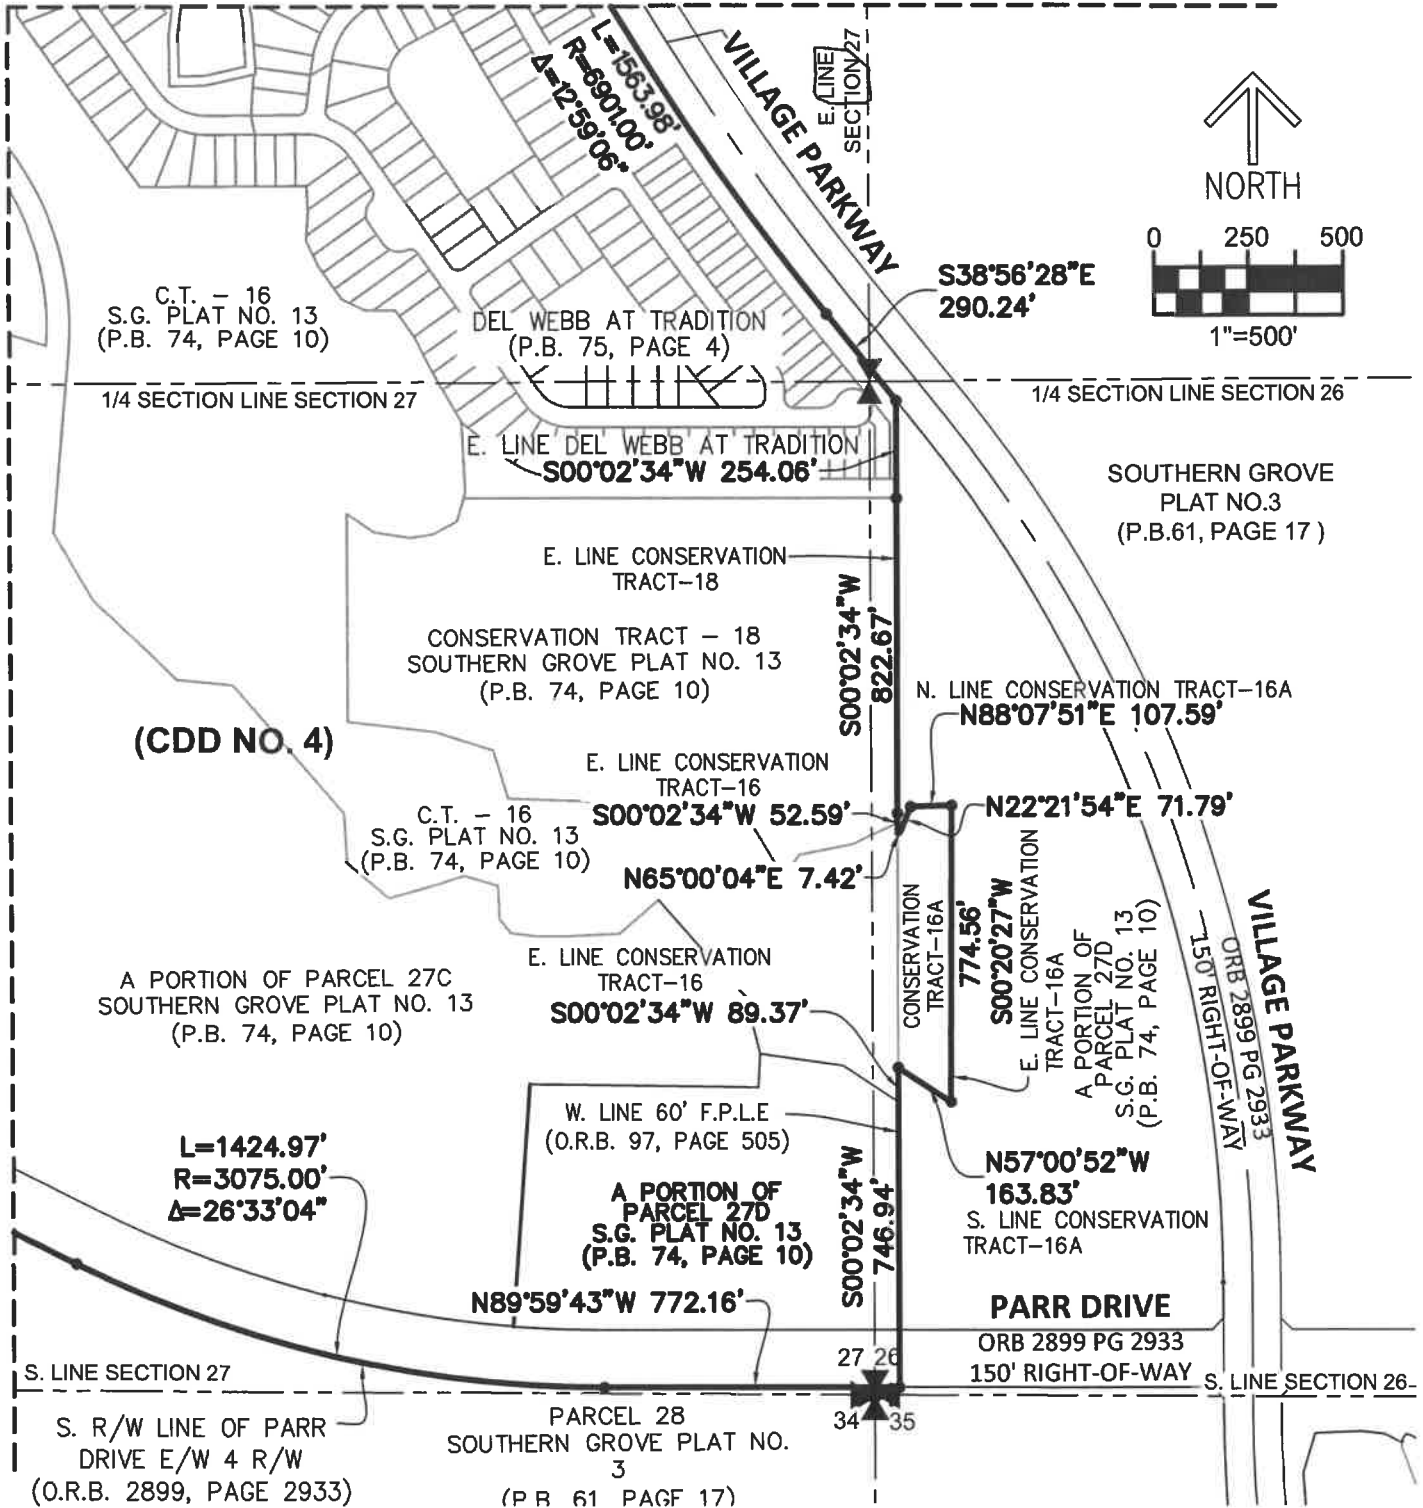 L=1563.98'
R=6901.00'
Δ=12°59'06"
VILLAGE PARKWAY
E. LINE
SECTION 27
NORTH
0 250 500
1"=500'
S38°56'28"E
290.24'
C.T. - 16
S.G. PLAT NO. 13
(P.B. 74, PAGE 10)
DEL WEBB AT TRADITION
(P.B. 75, PAGE 4)
1/4 SECTION LINE SECTION 27
1/4 SECTION LINE SECTION 26
E. LINE DEL WEBB AT TRADITION
S00°02'34"W 254.06'
SOUTHERN GROVE
PLAT NO.3
(P.B.61, PAGE 17 )
E. LINE CONSERVATION
TRACT-18
S00°02'34"W
822.67'
CONSERVATION TRACT - 18
SOUTHERN GROVE PLAT NO. 13
(P.B. 74, PAGE 10)
N. LINE CONSERVATION TRACT-16A
N88°07'51"E 107.59'
(CDD NO. 4)
E. LINE CONSERVATION
TRACT-16
S00°02'34"W 52.59'
N22°21'54"E 71.79'
C.T. - 16
S.G. PLAT NO. 13
(P.B. 74, PAGE 10)
N65°00'04"E 7.42'
CONSERVATION
TRACT-16A
774.56'
S00°20'27"W
E. LINE CONSERVATION
TRACT-16A
A PORTION OF
PARCEL 27D
S.G. PLAT NO. 13
(P.B. 74, PAGE 10)
VILLAGE PARKWAY
ORB 2899 PG 2933
150' RIGHT-OF-WAY
E. LINE CONSERVATION
TRACT-16
S00°02'34"W 89.37'
A PORTION OF PARCEL 27C
SOUTHERN GROVE PLAT NO. 13
(P.B. 74, PAGE 10)
W. LINE 60' F.P.L.E
(O.R.B. 97, PAGE 505)
L=1424.97'
R=3075.00'
Δ=26°33'04"
A PORTION OF
PARCEL 27D
S.G. PLAT NO. 13
(P.B. 74, PAGE 10)
S00°02'34"W
746.94'
N57°00'52"W
163.83'
S. LINE CONSERVATION
TRACT-16A
N89°59'43"W 772.16'
PARR DRIVE
ORB 2899 PG 2933
150' RIGHT-OF-WAY
27 26
S. LINE SECTION 27
S. LINE SECTION 26
34 35
S. R/W LINE OF PARR
DRIVE E/W 4 R/W
(O.R.B. 2899, PAGE 2933)
PARCEL 28
SOUTHERN GROVE PLAT NO.
3
(P.B. 61, PAGE 17)